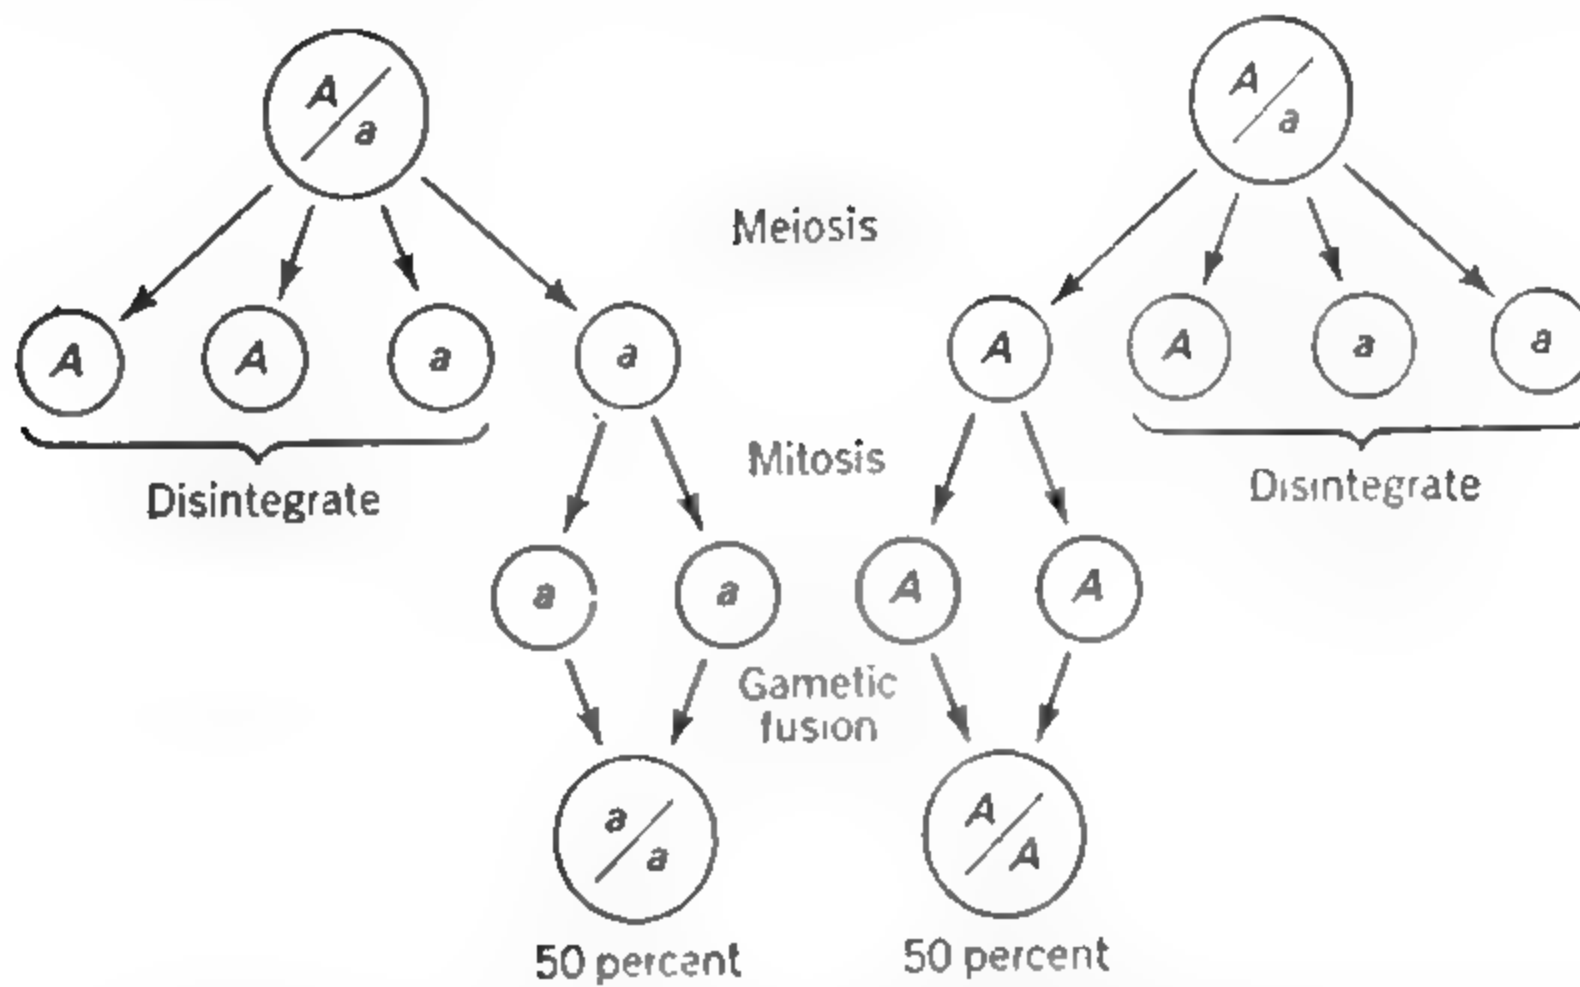 A/a
A/a
Meiosis
A A a a
A A a a
Mitosis
Disintegrate
Disintegrate
a a
A A
Gametic
fusion
a/a
A/A
50 percent
50 percent